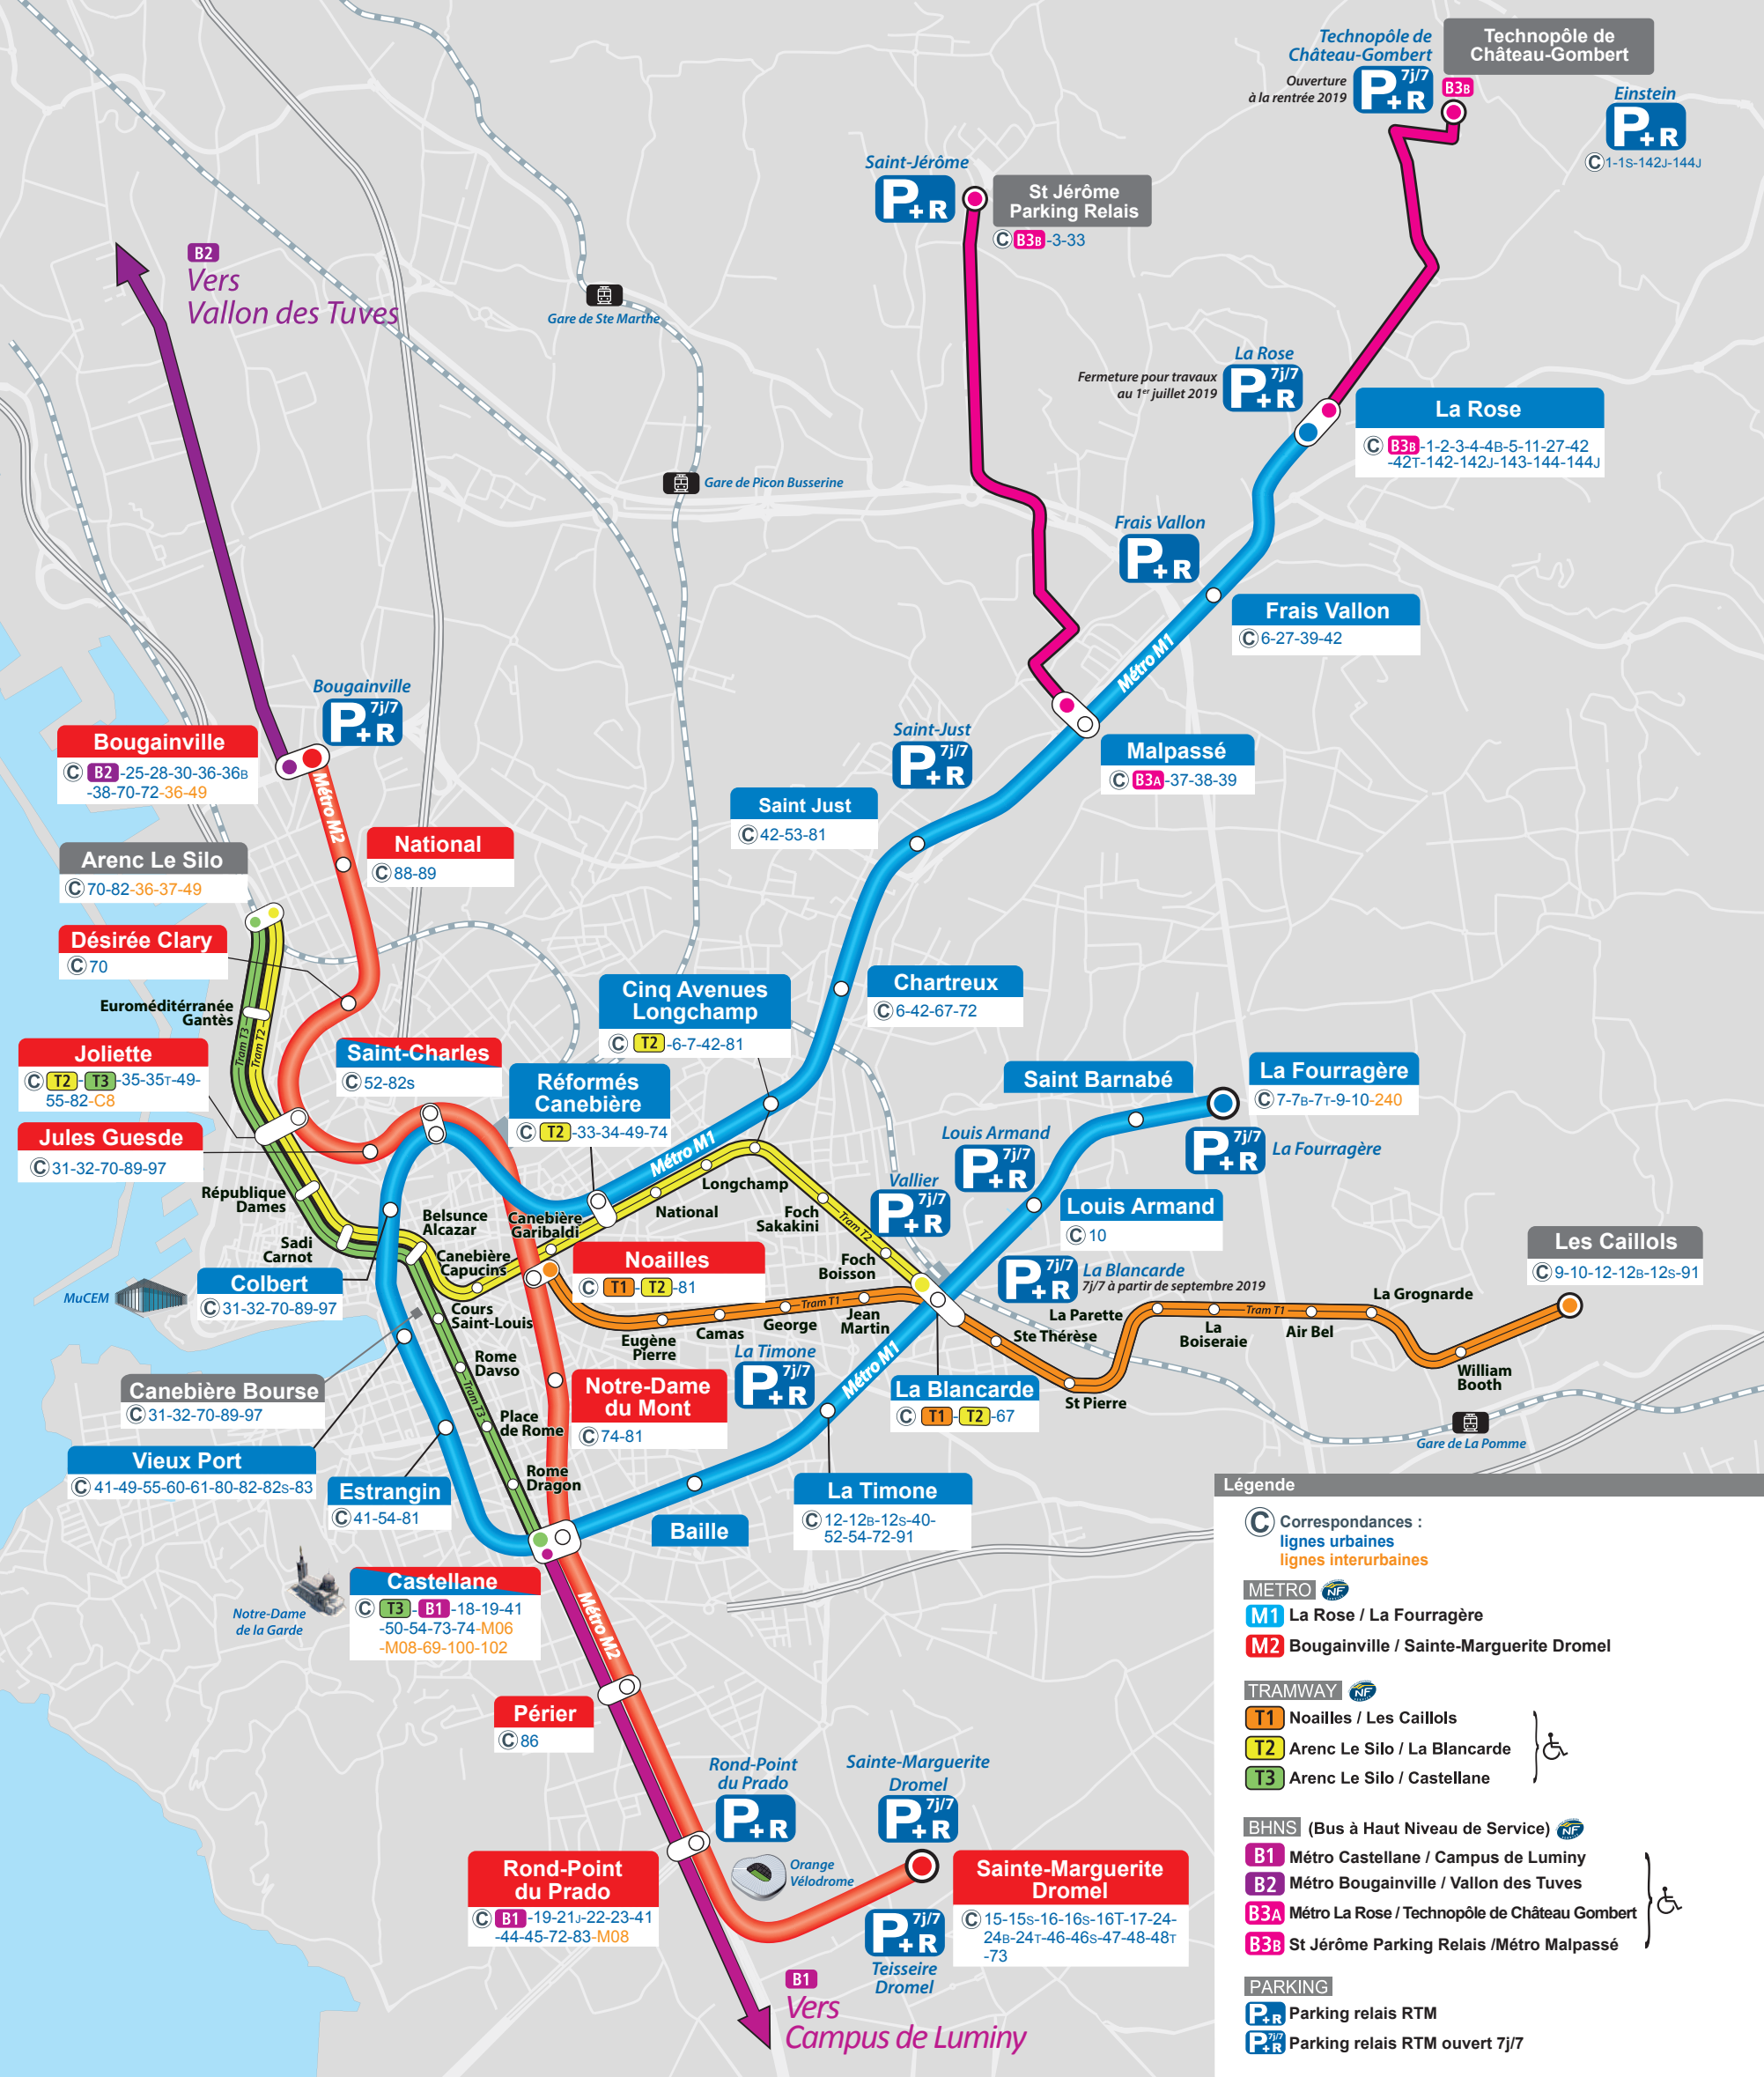 Technopôle de
Château-Gombert
Ouverture
à la rentrée 2019
P+R 7j/7
Technopôle de
Château-Gombert
B3B
Einstein
P+R
C 1-1S-142J-144J
Saint-Jérôme
P+R
St Jérôme
Parking Relais
C B3B-3-33
B2
Vers
Vallon des Tuves
Gare de Ste Marthe
La Rose
Fermeture pour travaux
au 1er juillet 2019
P+R 7j/7
La Rose
C B3B-1-2-3-4-4B-5-11-27-42
-42T-142-142J-143-144-144J
Gare de Picon Busserine
Frais Vallon
P+R
Frais Vallon
C 6-27-39-42
Métro M1
Bougainville
P+R 7j/7
Bougainville
C B2-25-28-30-36-36B
-38-70-72-36-49
Métro M2
Saint-Just
P+R 7j/7
Malpassé
C B3A-37-38-39
Saint Just
C 42-53-81
National
C 88-89
Arenc Le Silo
C 70-82-36-37-49
Désirée Clary
C 70
Euroméditérranée
Gantès
Tram T3
Tram T2
Cinq Avenues
Longchamp
C T2-6-7-42-81
Chartreux
C 6-42-67-72
Joliette
C T2-T3-35-35T-49-
55-82-C8
Saint-Charles
C 52-82S
Réformés
Canebière
C T2-33-34-49-74
Saint Barnabé
La Fourragère
C 7-7B-7T-9-10-240
P+R 7j/7
La Fourragère
Jules Guesde
C 31-32-70-89-97
Métro M1
Louis Armand
P+R 7j/7
Vallier
P+R 7j/7
Louis Armand
C 10
République
Dames
Longchamp
National
Foch
Sakakini
Tram T2
Belsunce
Alcazar
Canebière
Garibaldi
Sadi
Carnot
Canebière
Capucins
Noailles
C T1-T2-81
Foch
Boisson
P+R 7j/7
La Blancarde
7j/7 à partir de septembre 2019
Les Caillols
C 9-10-12-12B-12S-91
MuCEM
Colbert
C 31-32-70-89-97
Cours
Saint-Louis
Eugène
Pierre
Camas
George
Tram T1
Jean
Martin
La Parette
Ste Thérèse
La
Boiseraie
Tram T1
Air Bel
La Grognarde
William
Booth
St Pierre
Rome
Davso
La Timone
P+R 7j/7
Métro M1
Canebière Bourse
C 31-32-70-89-97
Tram T3
Notre-Dame
du Mont
C 74-81
La Blancarde
C T1-T2-67
Place
de Rome
Gare de La Pomme
Vieux Port
C 41-49-55-60-61-80-82-82S-83
Estrangin
C 41-54-81
Rome
Dragon
Baille
La Timone
C 12-12B-12S-40-
52-54-72-91
Notre-Dame
de la Garde
Castellane
C T3-B1-18-19-41
-50-54-73-74-M06
-M08-69-100-102
Métro M2
Périer
C 86
Rond-Point
du Prado
P+R
Sainte-Marguerite
Dromel
P+R 7j/7
Orange
Vélodrome
Rond-Point
du Prado
C B1-19-21J-22-23-41
-44-45-72-83-M08
Sainte-Marguerite
Dromel
C 15-15S-16-16S-16T-17-24-
24B-24T-46-46S-47-48-48T
-73
P+R 7j/7
Teisseire
Dromel
B1
Vers
Campus de Luminy
Légende
C Correspondances :
lignes urbaines
lignes interurbaines
METRO NF
M1 La Rose / La Fourragère
M2 Bougainville / Sainte-Marguerite Dromel
TRAMWAY NF
T1 Noailles / Les Caillols
T2 Arenc Le Silo / La Blancarde
T3 Arenc Le Silo / Castellane
BHNS (Bus à Haut Niveau de Service) NF
B1 Métro Castellane / Campus de Luminy
B2 Métro Bougainville / Vallon des Tuves
B3A Métro La Rose / Technopôle de Château Gombert
B3B St Jérôme Parking Relais /Métro Malpassé
PARKING
P+R Parking relais RTM
P+R 7j/7 Parking relais RTM ouvert 7j/7